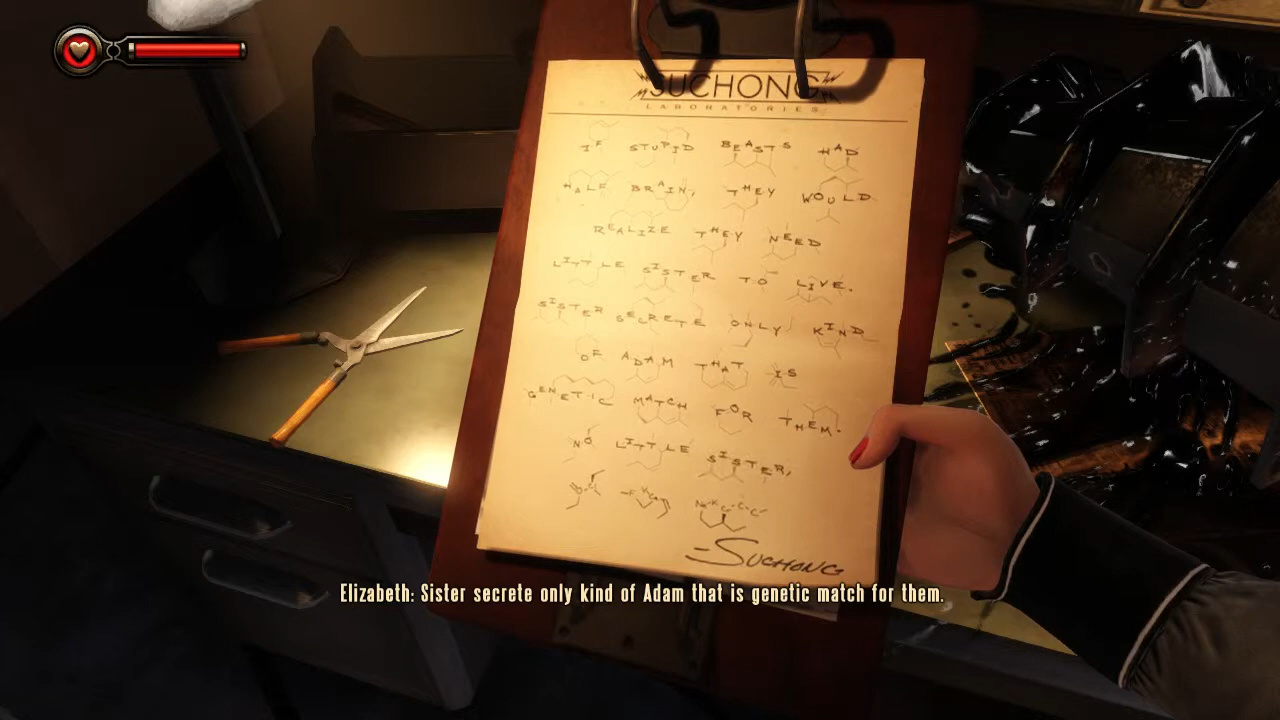 SUCHONG
LABORATORIES
IF STUPID BEASTS HAD
HALF BRAIN, THEY WOULD
REALIZE THEY NEED
LITTLE SISTER TO LIVE.
SISTER SECRETE ONLY KIND
OF ADAM THAT IS
GENETIC MATCH FOR THEM.
NO LITTLE SISTER,
-SUCHONG
Elizabeth: Sister secrete only kind of Adam that is genetic match for them.